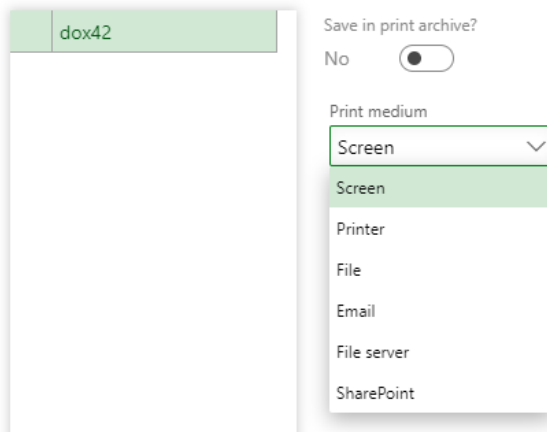 dox42
Save in print archive?
No
Print medium
Screen
Screen
Printer
File
Email
File server
SharePoint